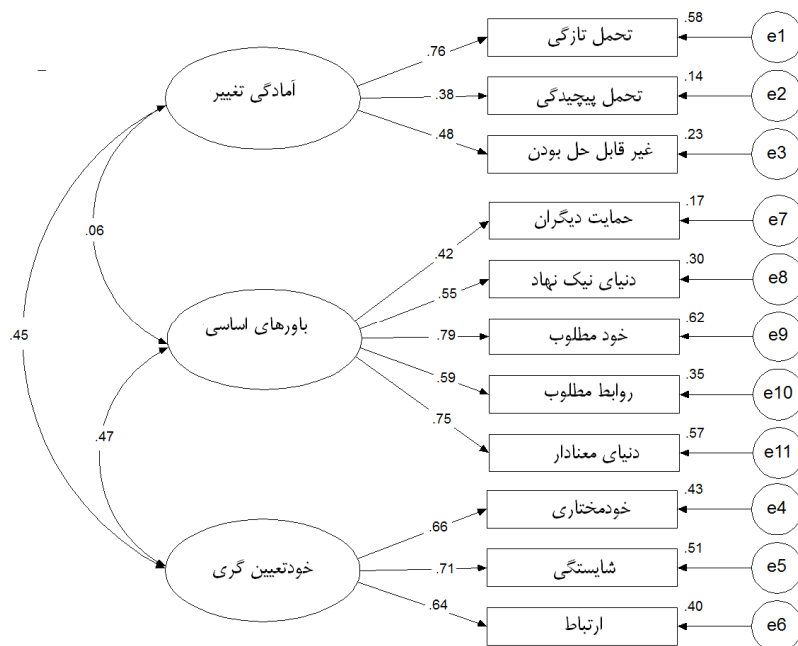 .58
تحمل تازگی
e1
.76
آمادگی تغییر
.14
تحمل پیچیدگی
e2
.38
.23
غیر قابل حل بودن
e3
.48
.17
حمایت دیگران
e7
.42
.06
.30
دنیای نیک نهاد
e8
.55
باورهای اساسی
.62
خود مطلوب
e9
.79
.45
.35
روابط مطلوب
e10
.59
.57
دنیای معنادار
e11
.75
.47
.43
خودمختاری
e4
.66
خودتعیین گری
.51
شایستگی
e5
.71
.40
ارتباط
e6
.64